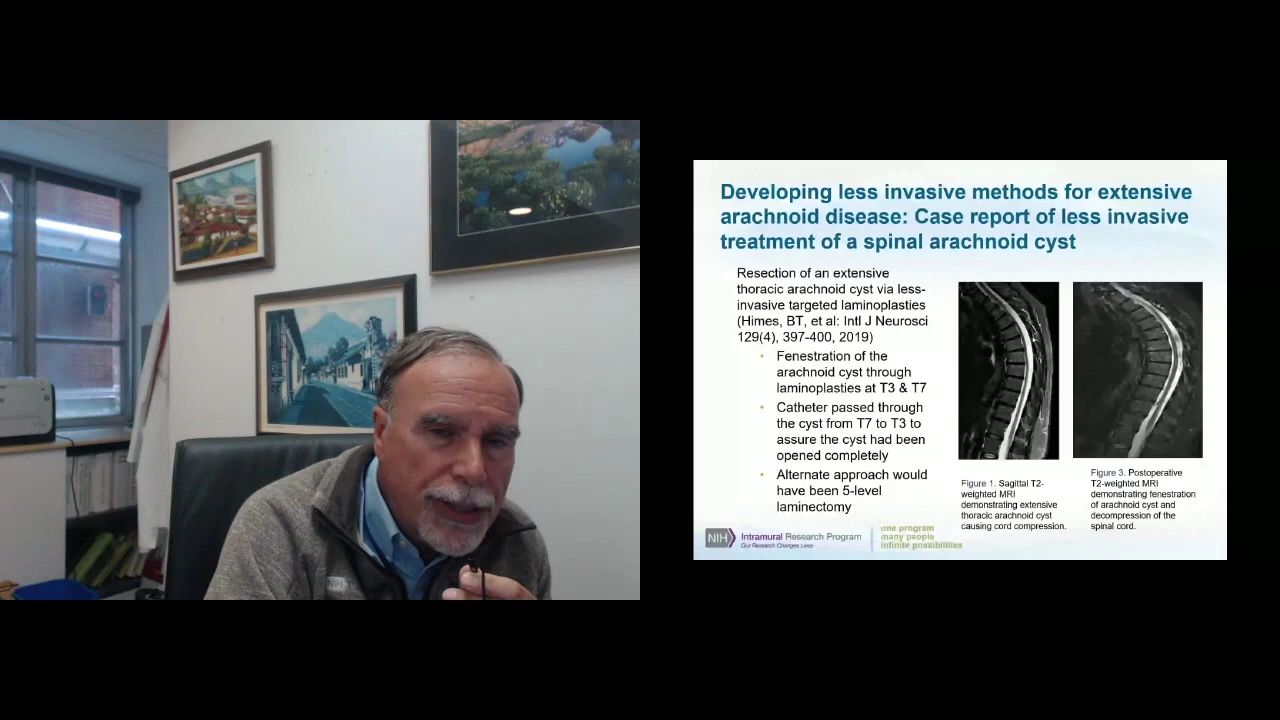 Developing less invasive methods for extensive
arachnoid disease: Case report of less invasive
treatment of a spinal arachnoid cyst
Resection of an extensive
thoracic arachnoid cyst via less-
invasive targeted laminoplasties
(Himes, BT, et al: Intl J Neurosci
129(4), 397-400, 2019)
• Fenestration of the
arachnoid cyst through
laminoplasties at T3 & T7
• Catheter passed through
the cyst from T7 to T3 to
assure the cyst had been
opened completely
• Alternate approach would
have been 5-level
laminectomy
Figure 1. Sagittal T2-
weighted MRI
demonstrating extensive
thoracic arachnoid cyst
causing cord compression.
Figure 3. Postoperative
T2-weighted MRI
demonstrating fenestration
of arachnoid cyst and
decompression of the
spinal cord.
NIH Intramural Research Program
Our Research Changes Lives
one program
many people
infinite possibilities
NIH